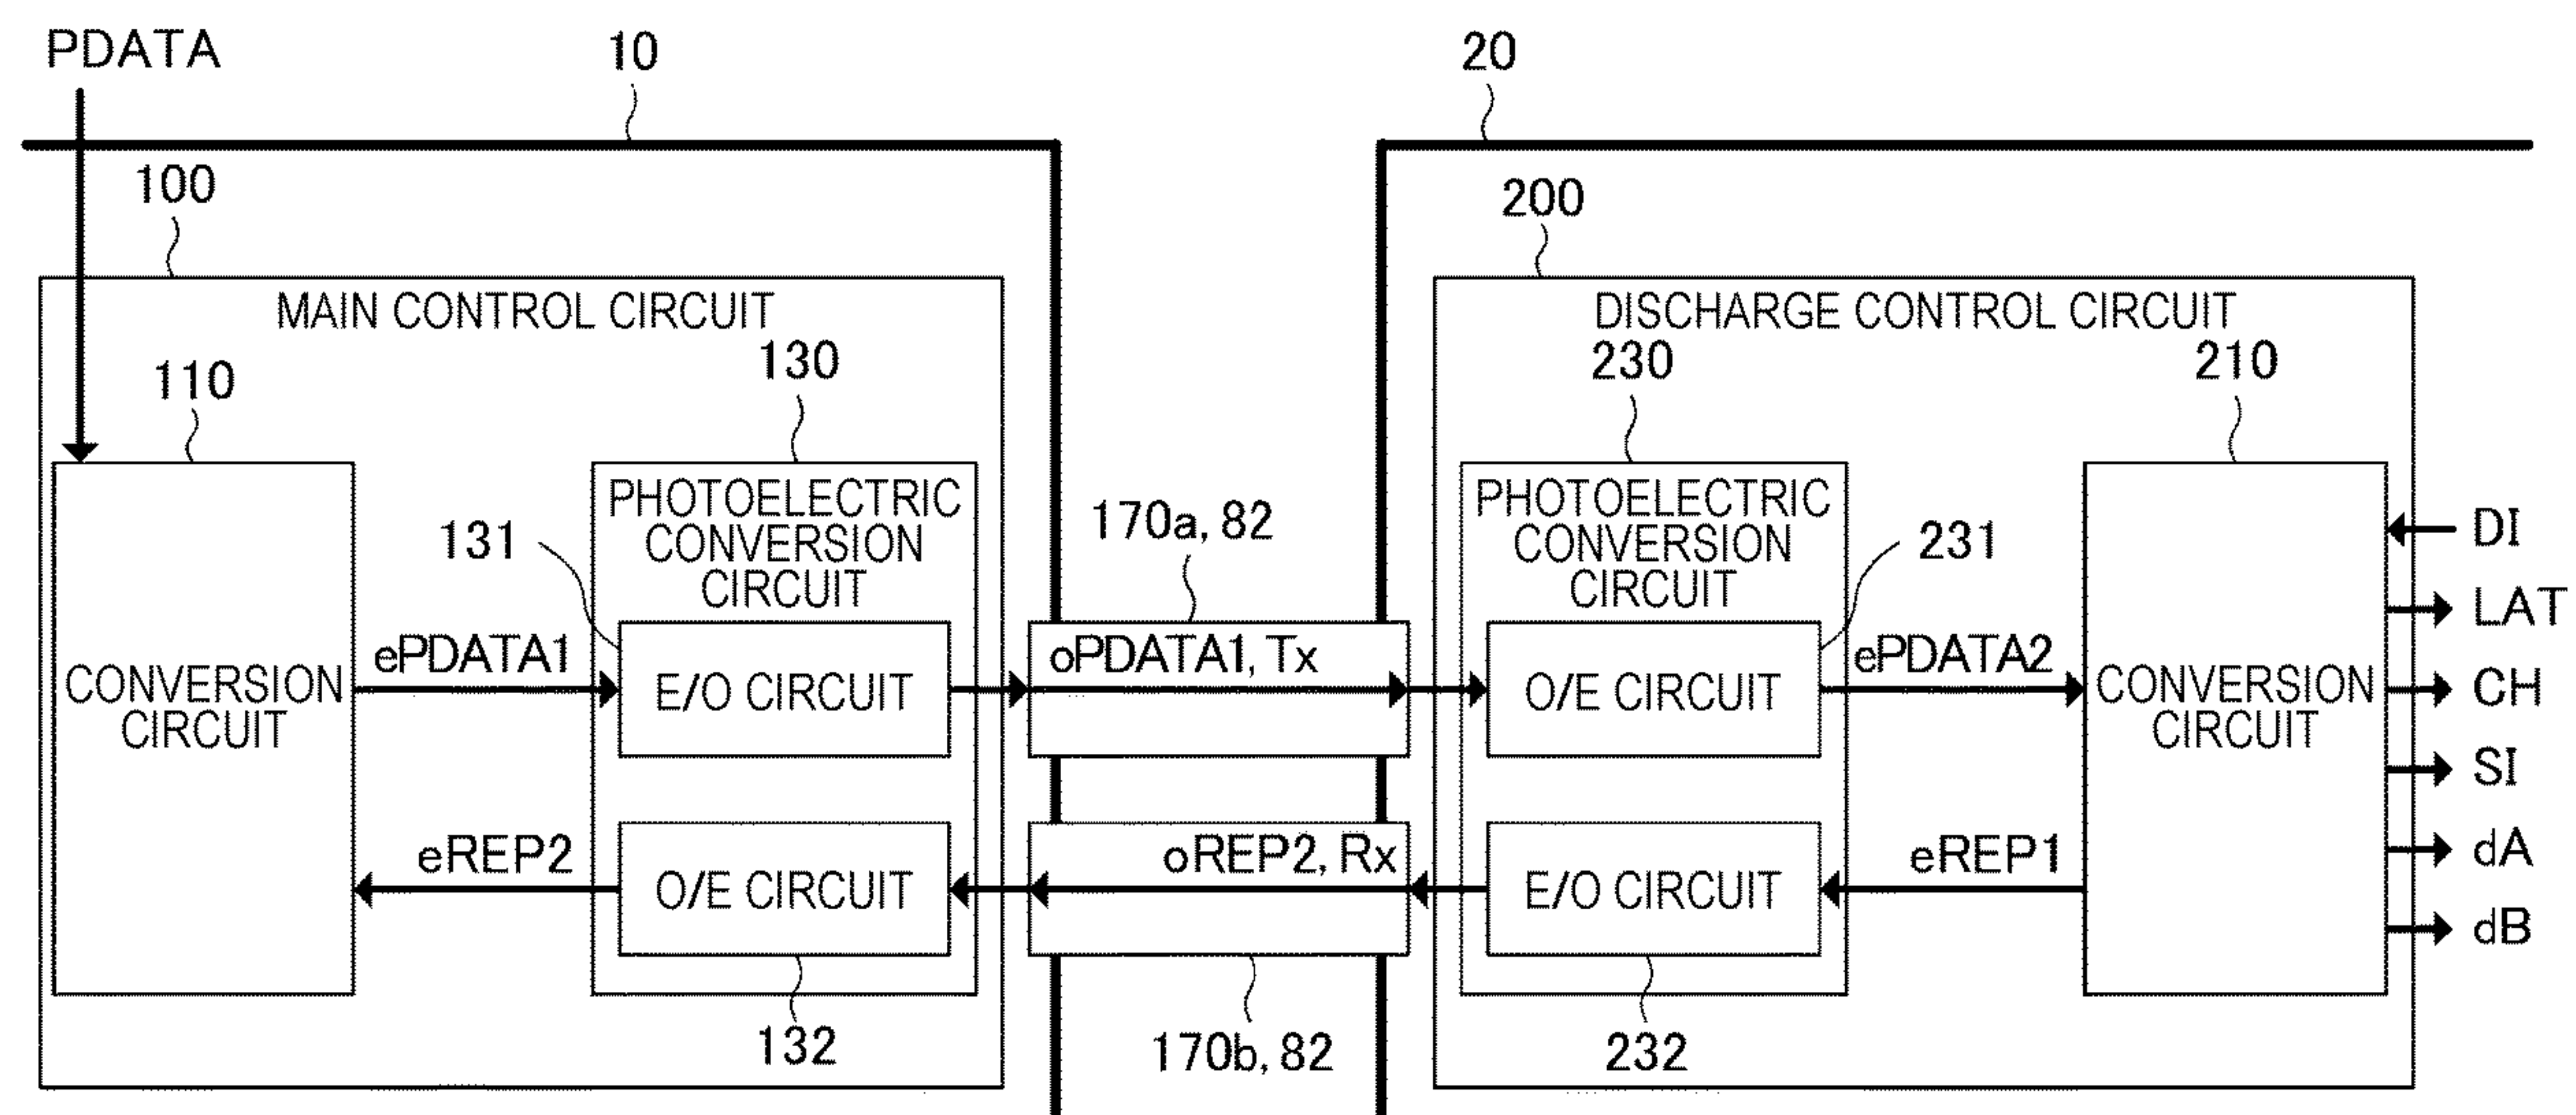 PDATA
10
20
100
200
MAIN CONTROL CIRCUIT
DISCHARGE CONTROL CIRCUIT
110
130
230
210
PHOTOELECTRIC
CONVERSION
CIRCUIT
PHOTOELECTRIC
CONVERSION
CIRCUIT
131
170a, 82
231
DI
LAT
CH
SI
dA
dB
CONVERSION
CIRCUIT
ePDATA1
E/O CIRCUIT
oPDATA1, Tx
O/E CIRCUIT
ePDATA2
CONVERSION
CIRCUIT
eREP2
O/E CIRCUIT
oREP2, Rx
E/O CIRCUIT
eREP1
132
170b, 82
232